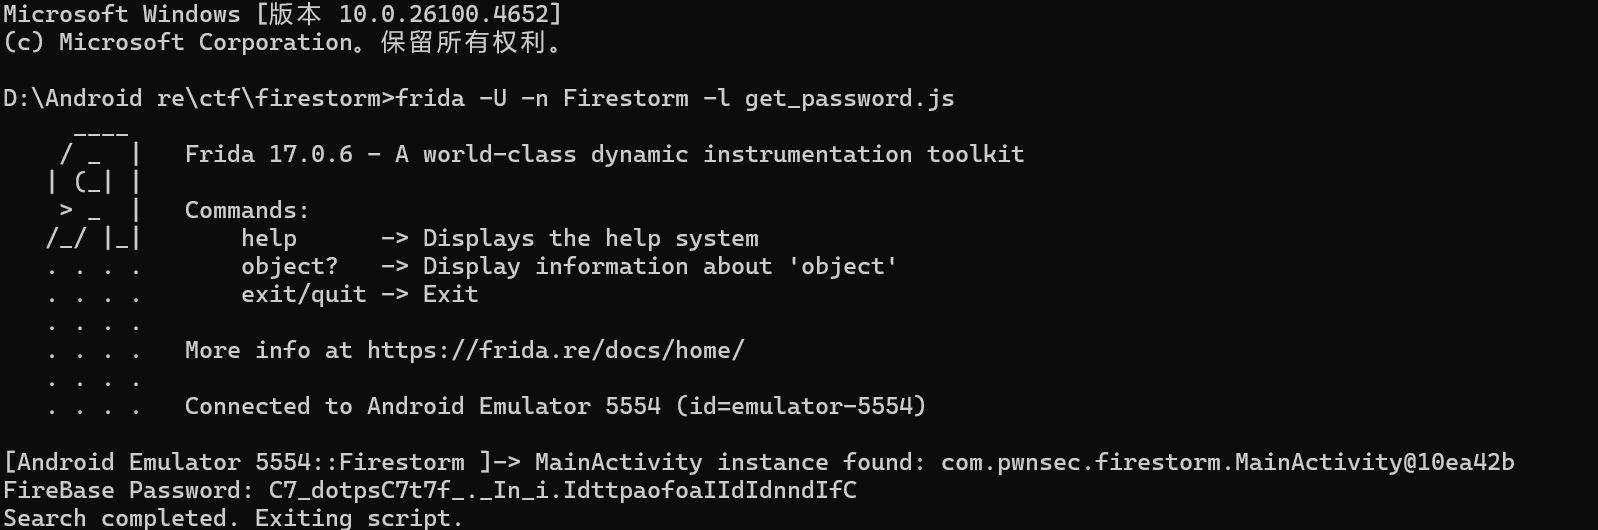 Microsoft Windows [版本 10.0.26100.4652]
(c) Microsoft Corporation。保留所有权利。
D:\Android re\ctf\firestorm>frida -U -n Firestorm -l get_password.js
     ____
    / _  |   Frida 17.0.6 - A world-class dynamic instrumentation toolkit
   | (_| |
    > _  |   Commands:
   /_/ |_|       help      -> Displays the help system
   . . . .       object?   -> Display information about 'object'
   . . . .       exit/quit -> Exit
   . . . .
   . . . .   More info at https://frida.re/docs/home/
   . . . .
   . . . .   Connected to Android Emulator 5554 (id=emulator-5554)
[Android Emulator 5554::Firestorm ]-> MainActivity instance found: com.pwnsec.firestorm.MainActivity@10ea42b
FireBase Password: C7_dotpsC7t7f_._In_i.IdttpaofoaIIdIdnndIfC
Search completed. Exiting script.